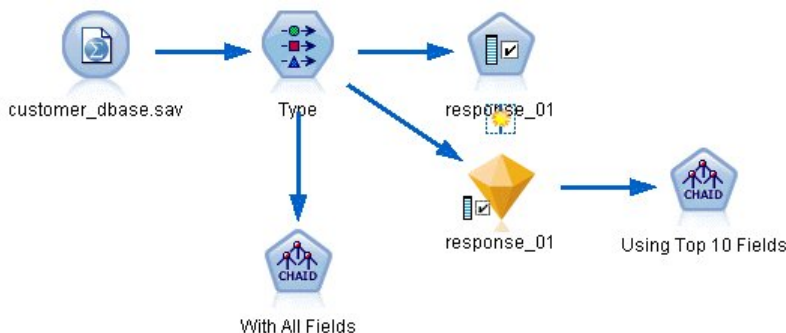 customer_dbase.sav
Type
response_01
response_01
CHAID
Using Top 10 Fields
CHAID
With All Fields